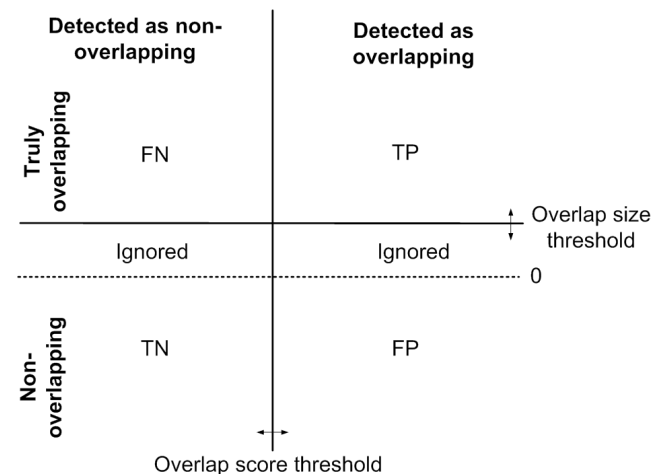 Detected as non-
overlapping
Detected as
overlapping
Truly
overlapping
FN
TP
Overlap size
threshold
Ignored
Ignored
0
Non-
overlapping
TN
FP
Overlap score threshold